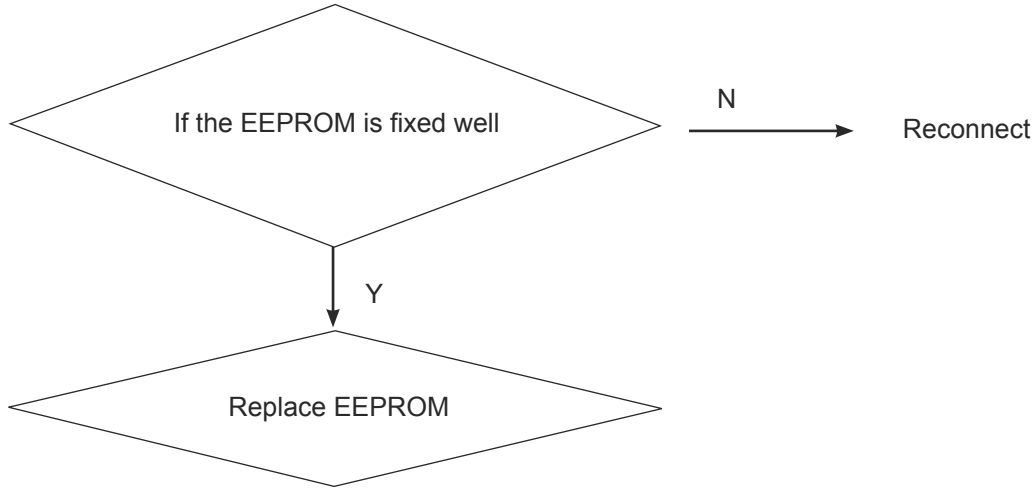 If the EEPROM is fixed well
N
Reconnect
Y
Replace EEPROM